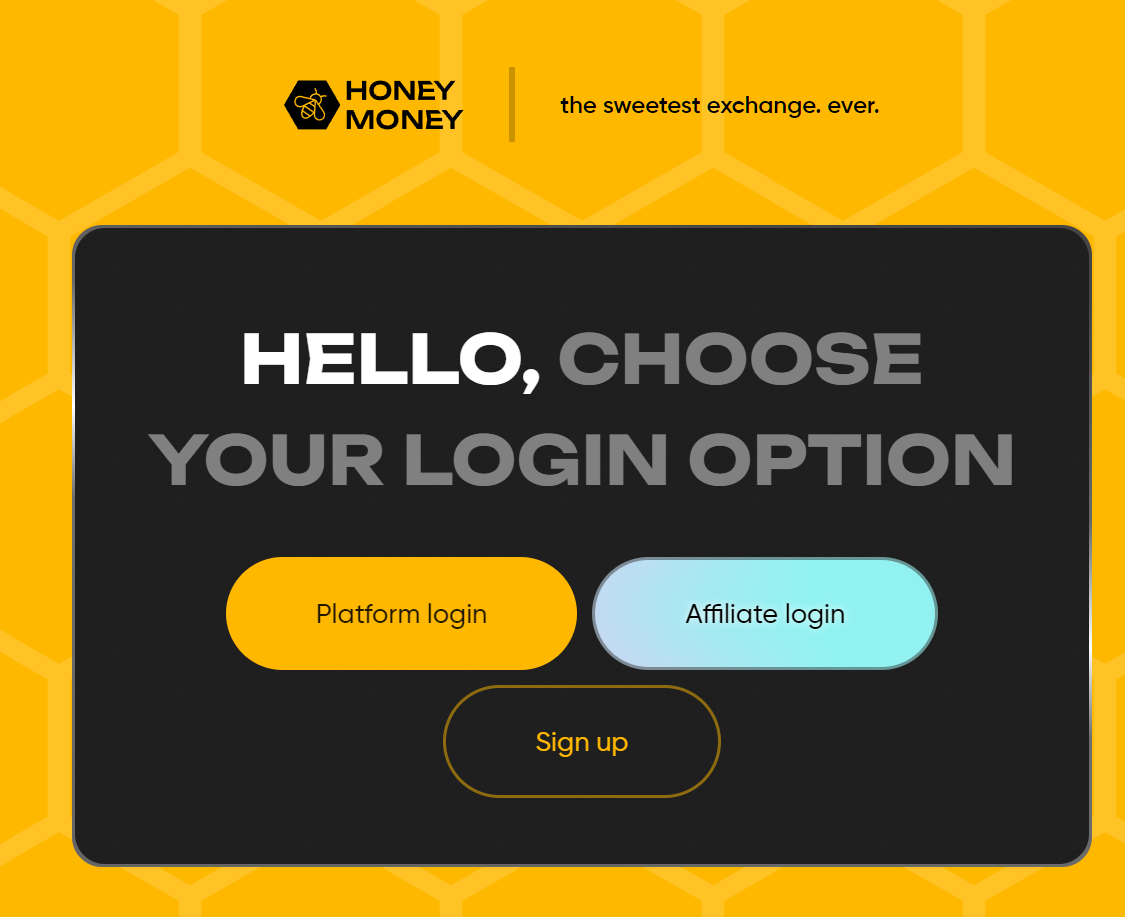 HONEY
MONEY
the sweetest exchange. ever.
HELLO, CHOOSE
YOUR LOGIN OPTION
Platform login
Affiliate login
Sign up